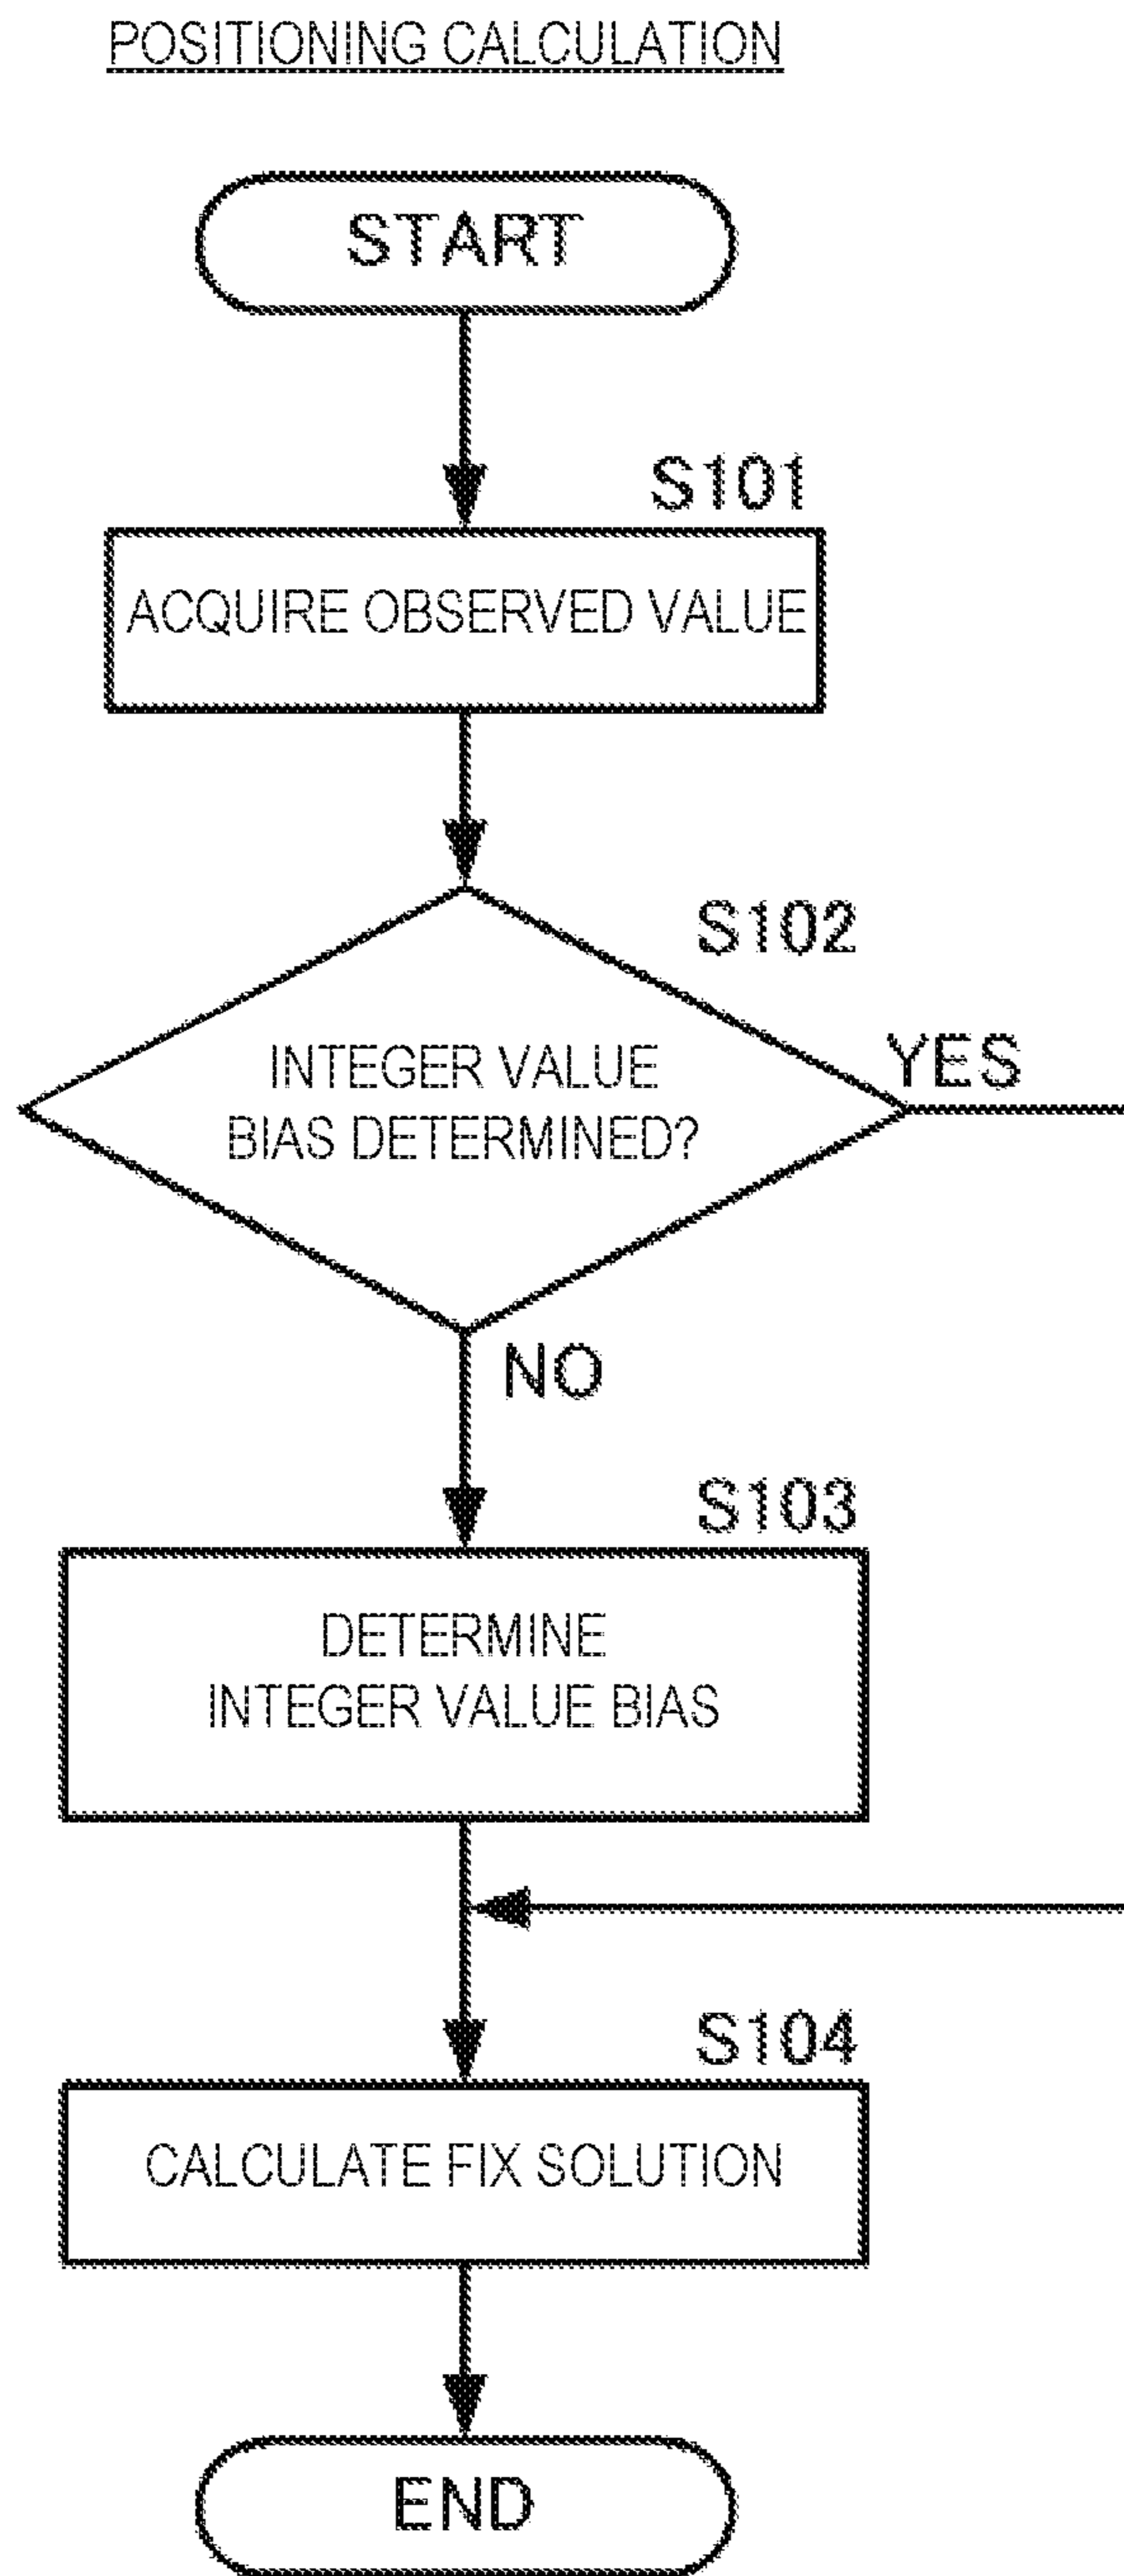 POSITIONING CALCULATION
START
S101
ACQUIRE OBSERVED VALUE
S102
INTEGER VALUE
BIAS DETERMINED?
YES
NO
S103
DETERMINE
INTEGER VALUE BIAS
S104
CALCULATE FIX SOLUTION
END